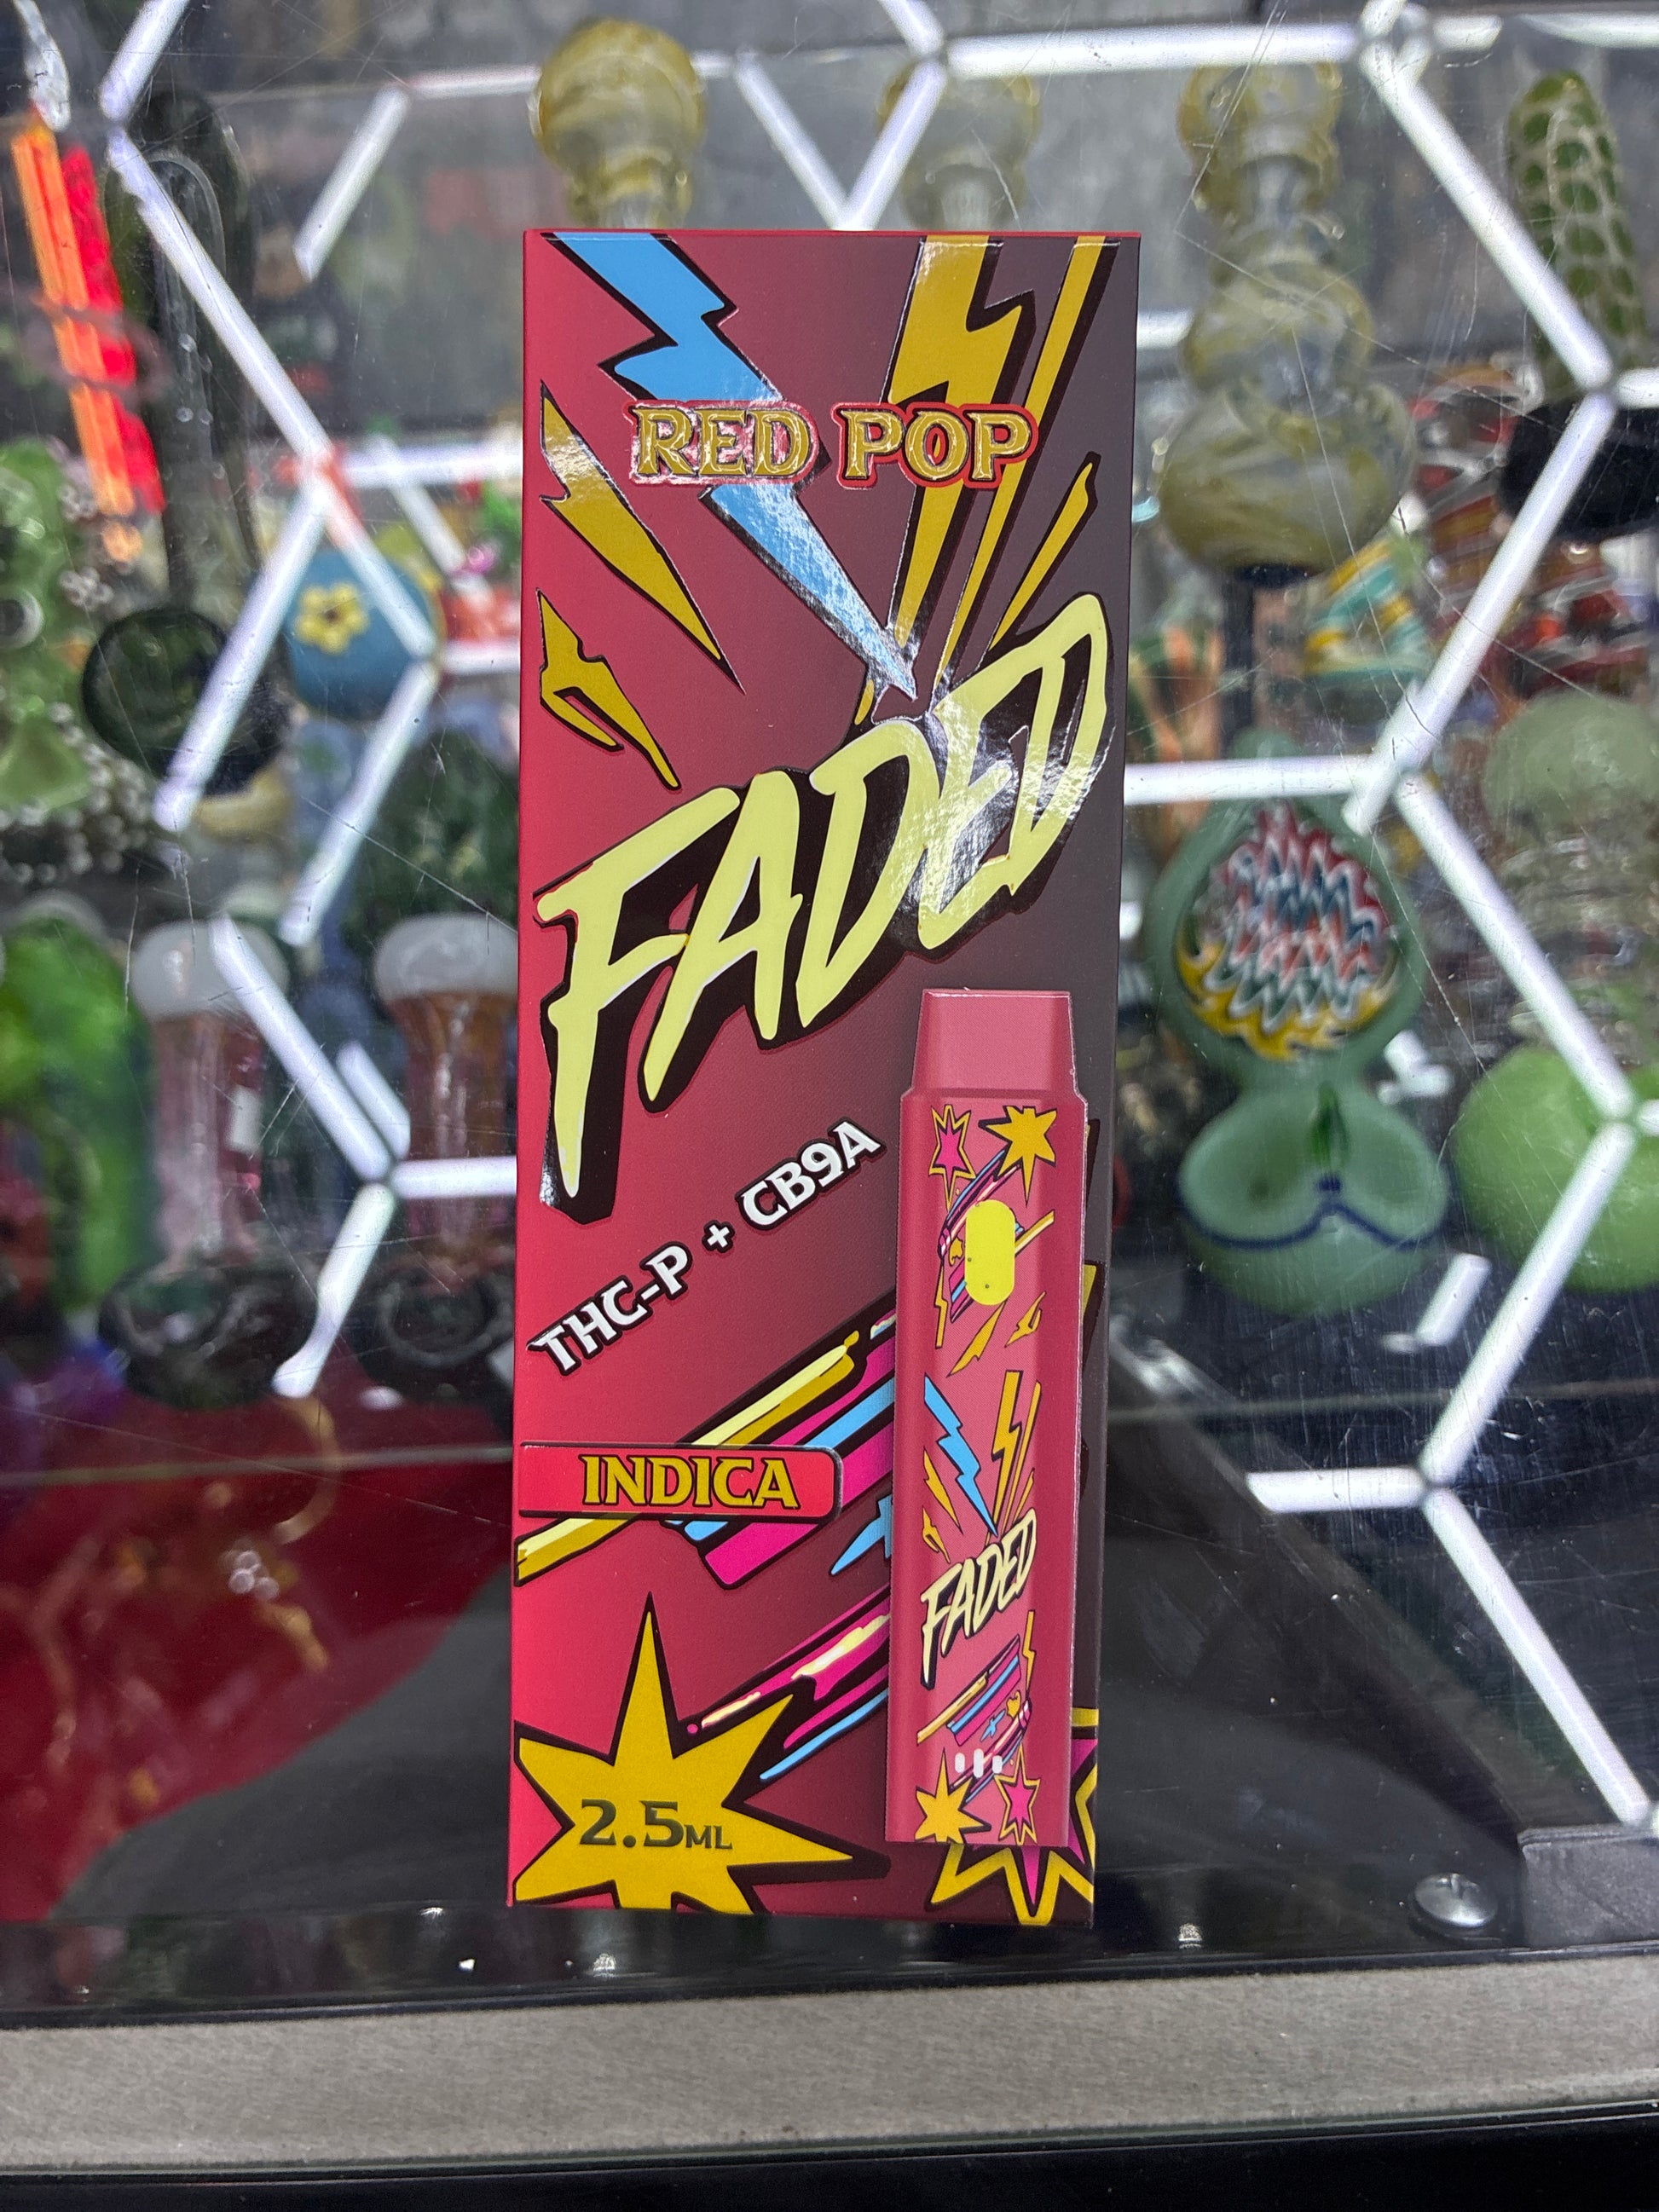 RED POP
FADED
THC-P + CB9A
INDICA
FADED
2.5ML